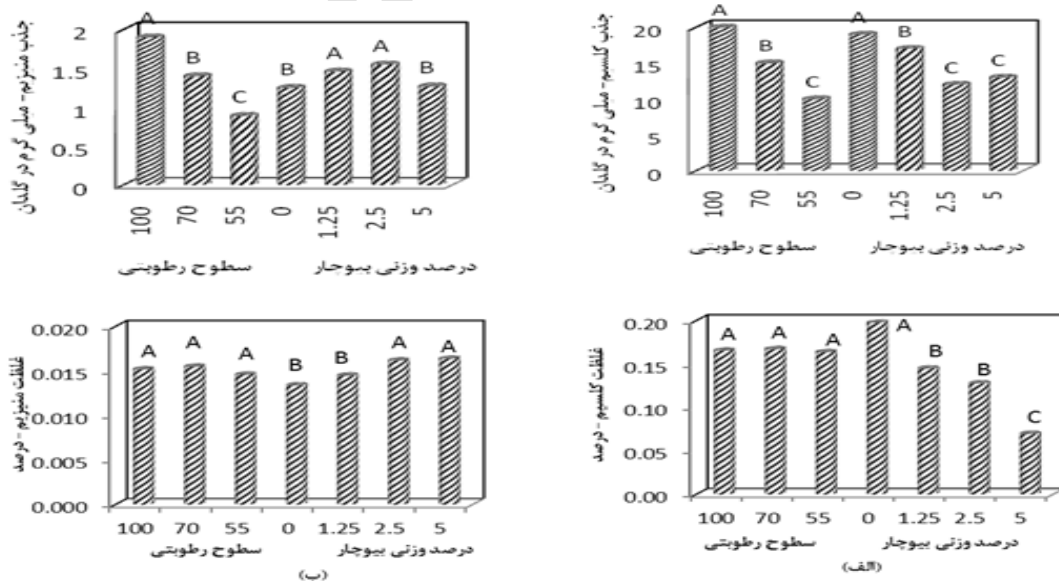 جذب منیزیم- میلی گرم در گلدان
2
1.5
1
0.5
0
A
B
C
B
A
A
B
100 70 55 0 1.25 2.5 5
سطوح رطوبتی درصد وزنی بیوچار
جذب کلسیم- میلی گرم در گلدان
20
15
10
5
0
A
B
C
A
B
C
C
100 70 55 0 1.25 2.5 5
سطوح رطوبتی درصد وزنی بیوچار
غلظت منیزیم - درصد
0.020
0.015
0.010
0.005
0.000
A
A
A
B
B
A
A
100 70 55 0 1.25 2.5 5
سطوح رطوبتی درصد وزنی بیوچار
(ب)
غلظت کلسیم - درصد
0.20
0.15
0.10
0.05
0.00
A
A
A
A
B
B
C
100 70 55 0 1.25 2.5 5
سطوح رطوبتی درصد وزنی بیوچار
(الف)